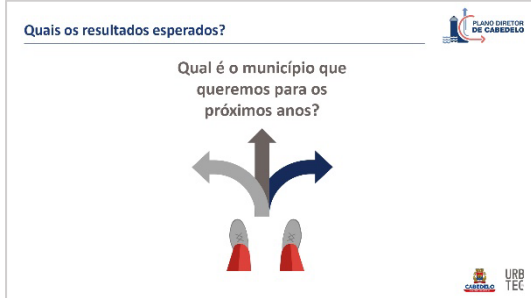 Quais os resultados esperados?
PLANO DIRETOR
DE CABEDELO
Qual é o município que
queremos para os
próximos anos?
CABEDELO
URB
TEC